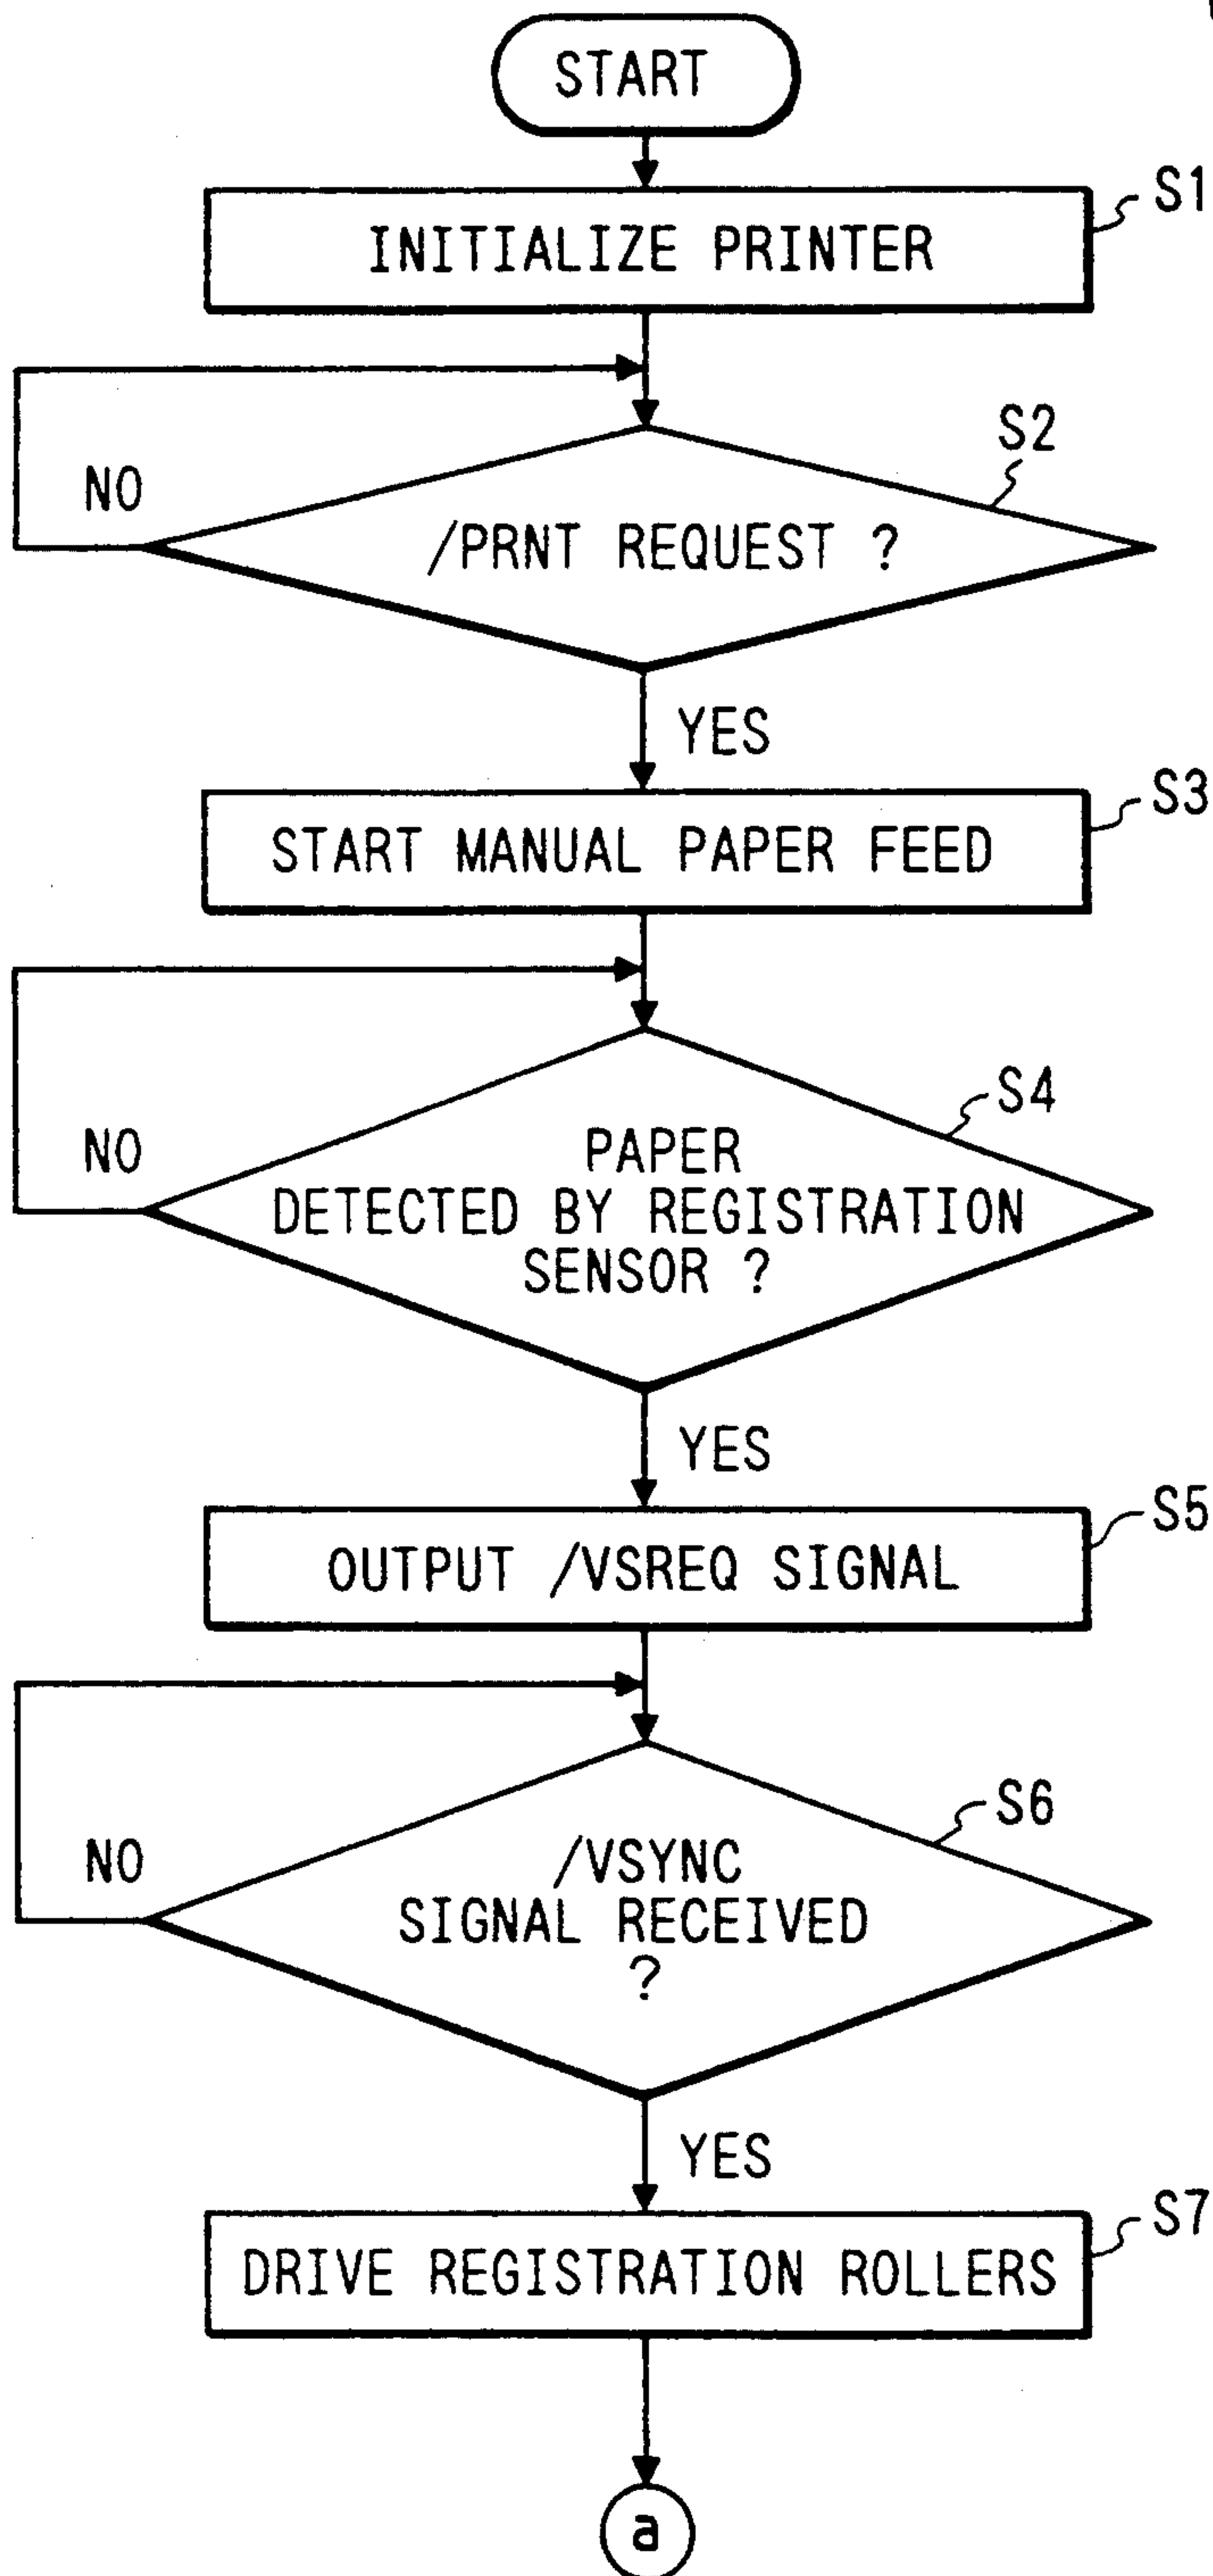 START
S1
INITIALIZE PRINTER
S2
NO
/PRNT REQUEST ?
YES
S3
START MANUAL PAPER FEED
S4
NO
PAPER
DETECTED BY REGISTRATION
SENSOR ?
YES
S5
OUTPUT /VSREQ SIGNAL
S6
NO
/VSYNC
SIGNAL RECEIVED
?
YES
S7
DRIVE REGISTRATION ROLLERS
a